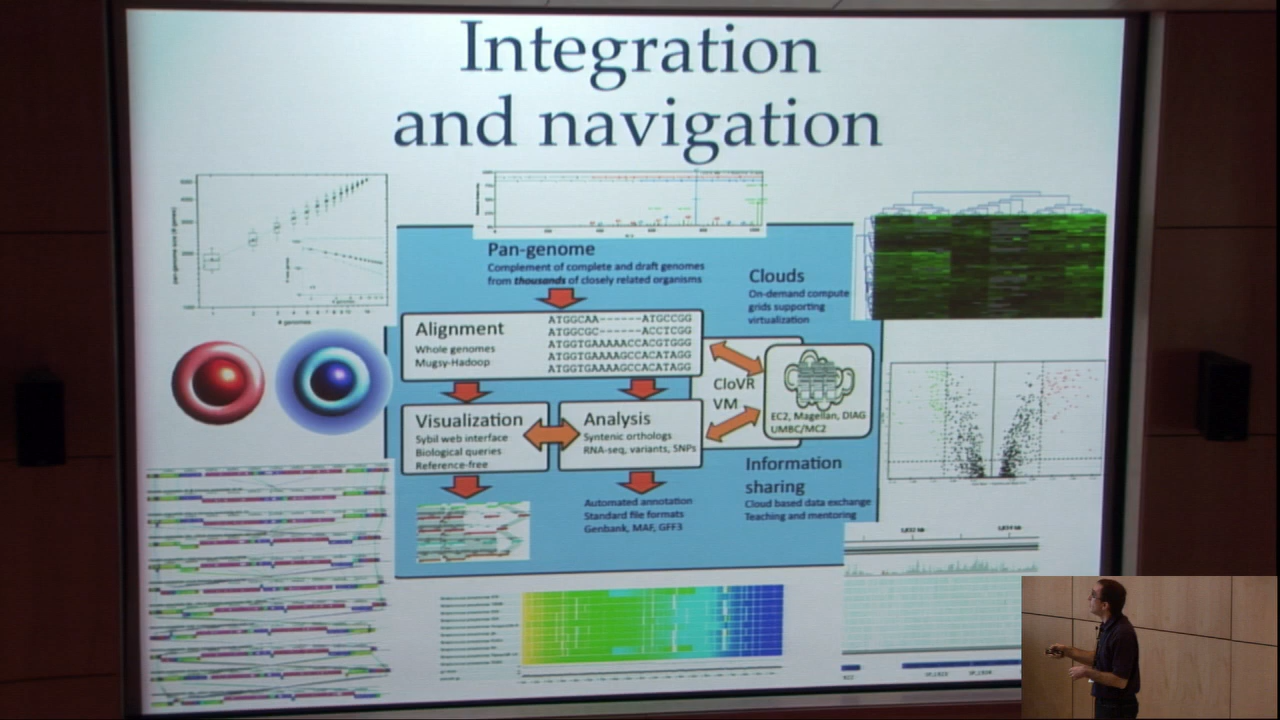 Integration
and navigation
Pan-genome
Complement of complete and draft genomes
from thousands of closely related organisms
Clouds
On-demand compute
grids supporting
virtualization
Alignment
Whole genomes
Mugsy-Hadoop
ATGGCAA------ATGCCGG
ATGGCGC------ACCTCGG
ATGGTGAAAAACCACGTGGG
ATGGTGAAAAGCCACATAGG
ATGGTGAAAAGCCACATAGG
CloVR
VM
EC2, Magellan, DIAG
UMBC/MC2
Visualization
Sybil web interface
Biological queries
Reference-free
Analysis
Syntenic orthologs
RNA-seq, variants, SNPs
Information
sharing
Cloud based data exchange
Teaching and mentoring
Automated annotation
Standard file formats
Genbank, MAF, GFF3
# genomes